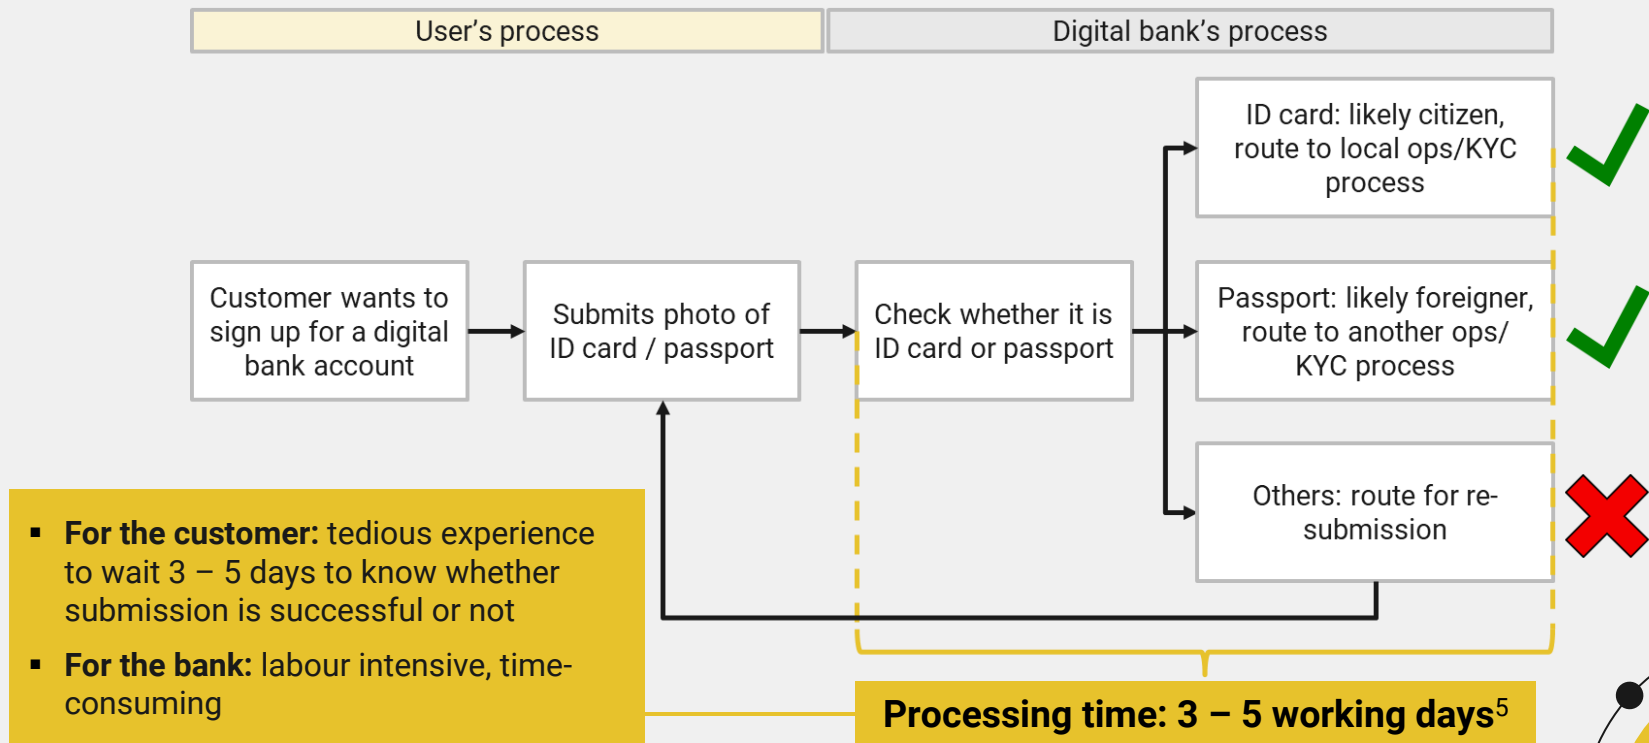 User's process
Digital bank's process
ID card: likely citizen,
route to local ops/KYC
process
Customer wants to
sign up for a digital
bank account
Submits photo of
ID card / passport
Check whether it is
ID card or passport
Passport: likely foreigner,
route to another ops/
KYC process
Others: route for re-
submission
▪ For the customer: tedious experience
to wait 3 – 5 days to know whether
submission is successful or not
▪ For the bank: labour intensive, time-
consuming
Processing time: 3 – 5 working days⁵